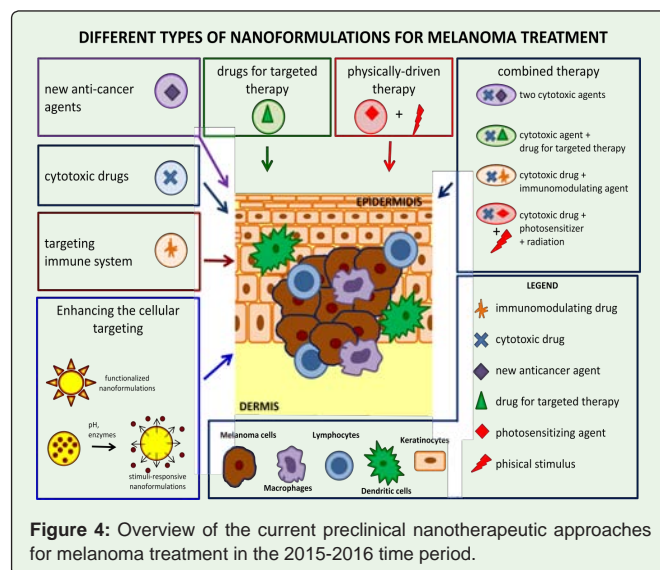 DIFFERENT TYPES OF NANOFORMULATIONS FOR MELANOMA TREATMENT
new anti-cancer
agents
drugs for targeted
therapy
physically-driven
therapy
+
combined therapy
two cytotoxic agents
cytotoxic agent +
drug for targeted therapy
cytotoxic drug +
immunomodulating agent
cytotoxic drug +
photosensitizer
+ radiation
+
cytotoxic drugs
targeting
immune system
Enhancing the cellular
targeting
functionalized
nanoformulations
pH,
enzymes
stimuli-responsive
nanoformulations
EPIDERMIDIS
DERMIS
Melanoma cells
Lymphocytes
Keratinocytes
Macrophages
Dendritic cells
LEGEND
immunomodulating drug
cytotoxic drug
new anticancer agent
drug for targeted therapy
photosensitizing agent
phisical stimulus
Figure 4: Overview of the current preclinical nanotherapeutic approaches
for melanoma treatment in the 2015-2016 time period.